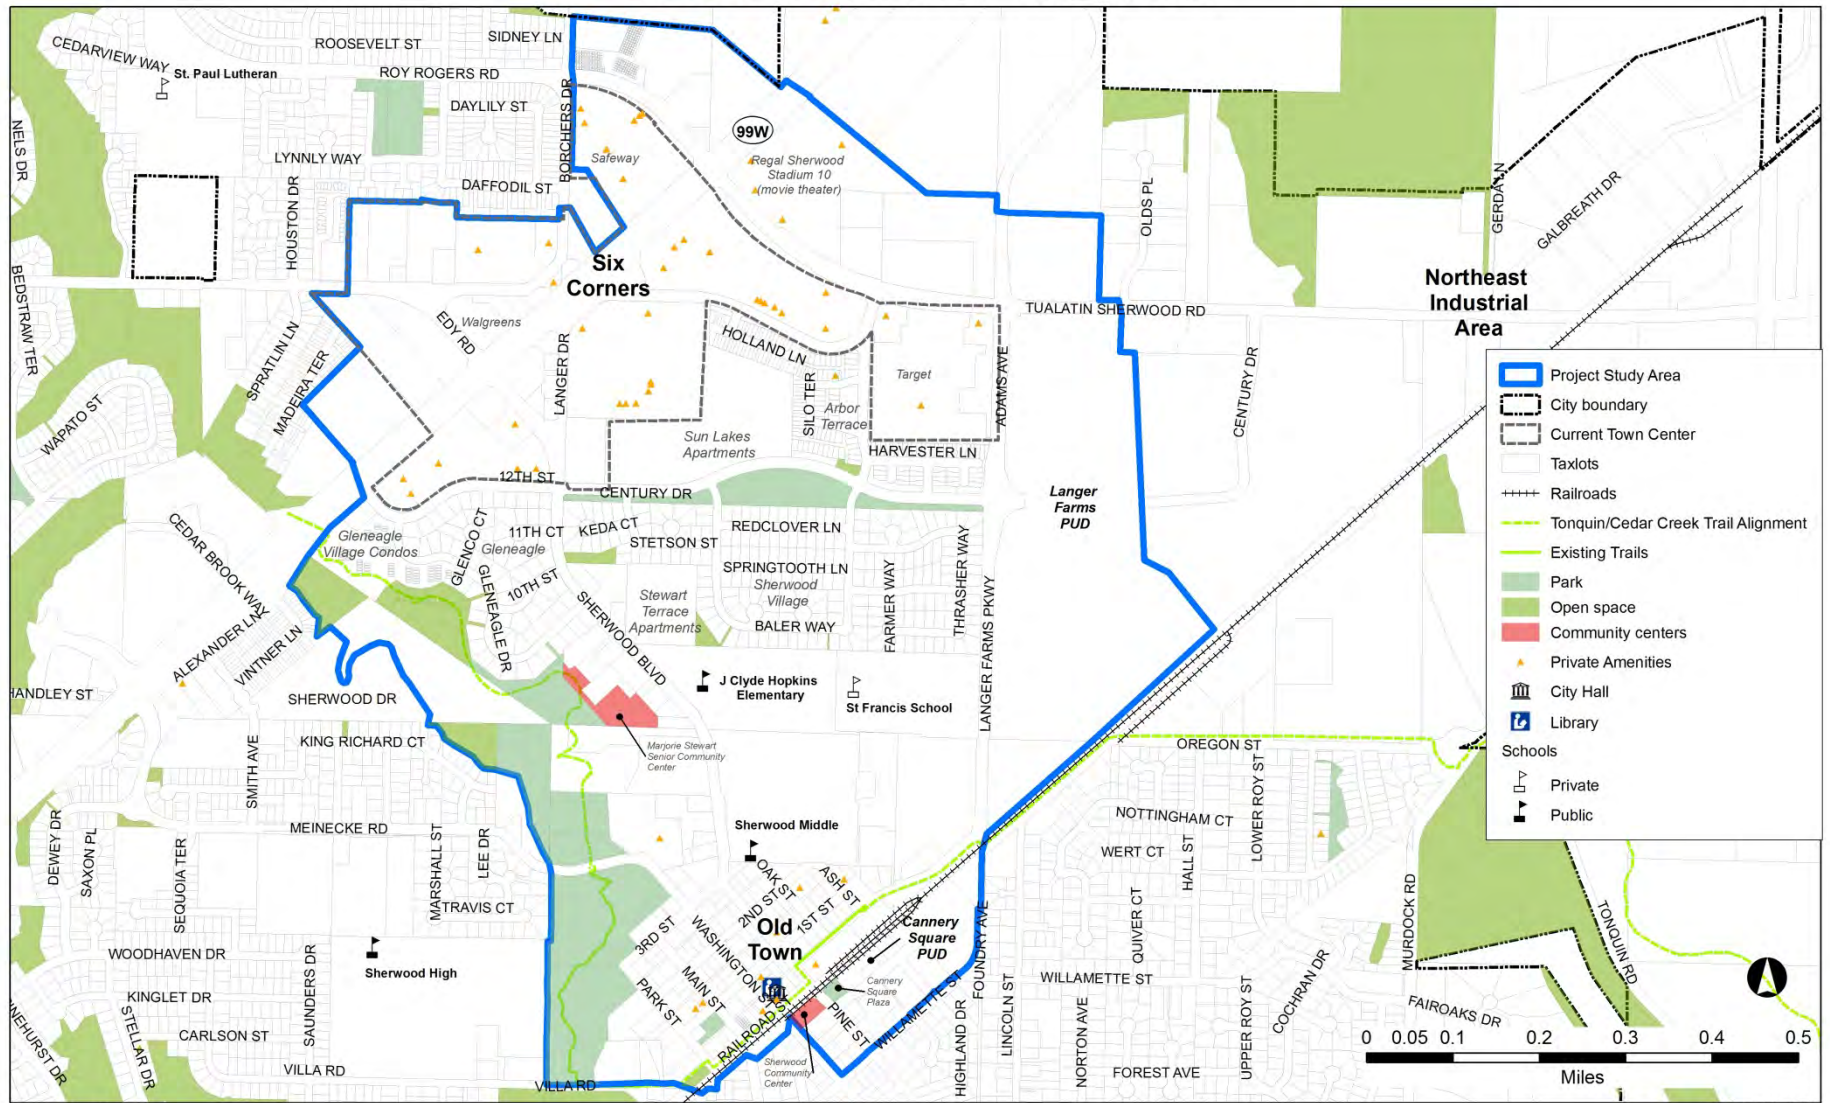 SIDNEY LN
ROOSEVELT ST
CEDARVIEW WAY
St. Paul Lutheran
ROY ROGERS RD
DAYLILY ST
BORCHERS DR
99W
NELS DR
LYNNLY WAY
Safeway
Regal Sherwood
Stadium 10
(movie theater)
DAFFODIL ST
HOUSTON DR
OLDS PL
GERDA LN
GALBREATH DR
Six
Corners
Northeast
Industrial
Area
BEDSTRAW TER
TUALATIN SHERWOOD RD
EDY RD
Walgreens
HOLLAND LN
SPRATLIN LN
MADEIRA TER
LANGER DR
SILO TER
Target
ADAMS AVE
CENTURY DR
WAPATO ST
Arbor
Terrace
Sun Lakes
Apartments
HARVESTER LN
12TH ST
CENTURY DR
Langer
Farms
PUD
CEDAR BROOK WAY
Gleneagle
Village Condos
GLENCO CT
11TH CT
KEDA CT
REDCLOVER LN
STETSON ST
Gleneagle
GLENEAGLE DR
10TH ST
SPRINGTOOTH LN
Sherwood
Village
FARMER WAY
THRASHER WAY
LANGER FARMS PKWY
Stewart
Terrace
Apartments
SHERWOOD BLVD
BALER WAY
ALEXANDER LN
VINTNER LN
HANDLEY ST
SHERWOOD DR
J Clyde Hopkins
Elementary
St Francis School
KING RICHARD CT
SMITH AVE
Marjorie Stewart
Senior Community
Center
OREGON ST
LOWER ROY ST
NOTTINGHAM CT
MEINECKE RD
Sherwood Middle
DEWEY DR
SAXON PL
SEQUOIA TER
MARSHALL ST
LEE DR
WERT CT
HALL ST
OAK ST
ASH ST
2ND ST
1ST ST
TRAVIS CT
3RD ST
WASHINGTON ST
Old
Town
Cannery
Square
PUD
FOUNDRY AVE
QUIVER CT
MURDOCK RD
TONQUIN RD
WOODHAVEN DR
Sherwood High
SAUNDERS DR
KINGLET DR
CARLSON ST
STELLAR DR
PARK ST
MAIN ST
RAILROAD ST
Cannery
Square
Plaza
PINE ST
WILLAMETTE ST
HIGHLAND DR
LINCOLN ST
WILLAMETTE ST
NORTON AVE
UPPER ROY ST
COCHRAN DR
FAIROAKS DR
Sherwood
Community
Center
VILLA RD
VILLA RD
FOREST AVE
Project Study Area
City boundary
Current Town Center
Taxlots
Railroads
Tonquin/Cedar Creek Trail Alignment
Existing Trails
Park
Open space
Community centers
Private Amenities
City Hall
Library
Schools
Private
Public
0 0.05 0.1 0.2 0.3 0.4 0.5
Miles